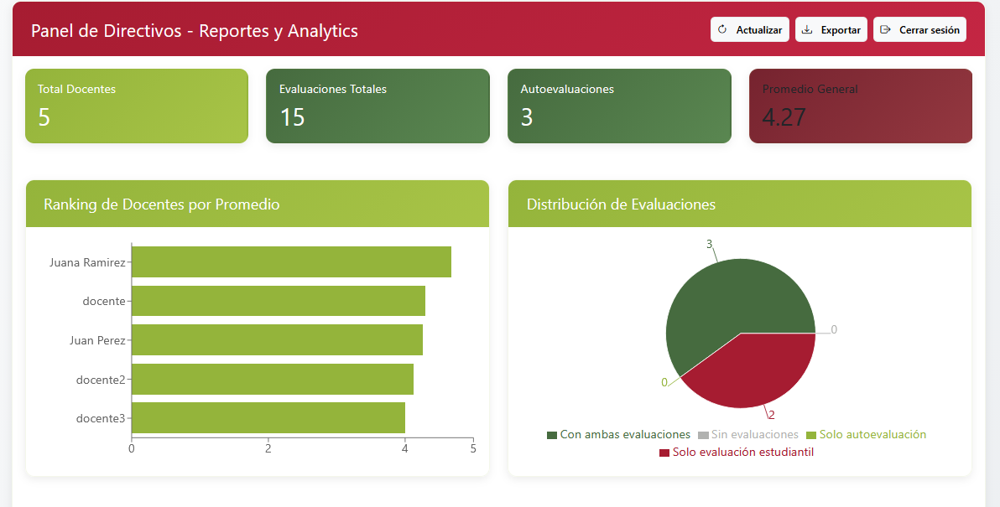 Panel de Directivos - Reportes y Analytics
Actualizar
Exportar
Cerrar sesión
Total Docentes
5
Evaluaciones Totales
15
Autoevaluaciones
3
Promedio General
4.27
Ranking de Docentes por Promedio
Juana Ramirez
docente
Juan Perez
docente2
docente3
0 2 4 5
Distribución de Evaluaciones
3
0
0
2
Con ambas evaluaciones Sin evaluaciones Solo autoevaluación
Solo evaluación estudiantil